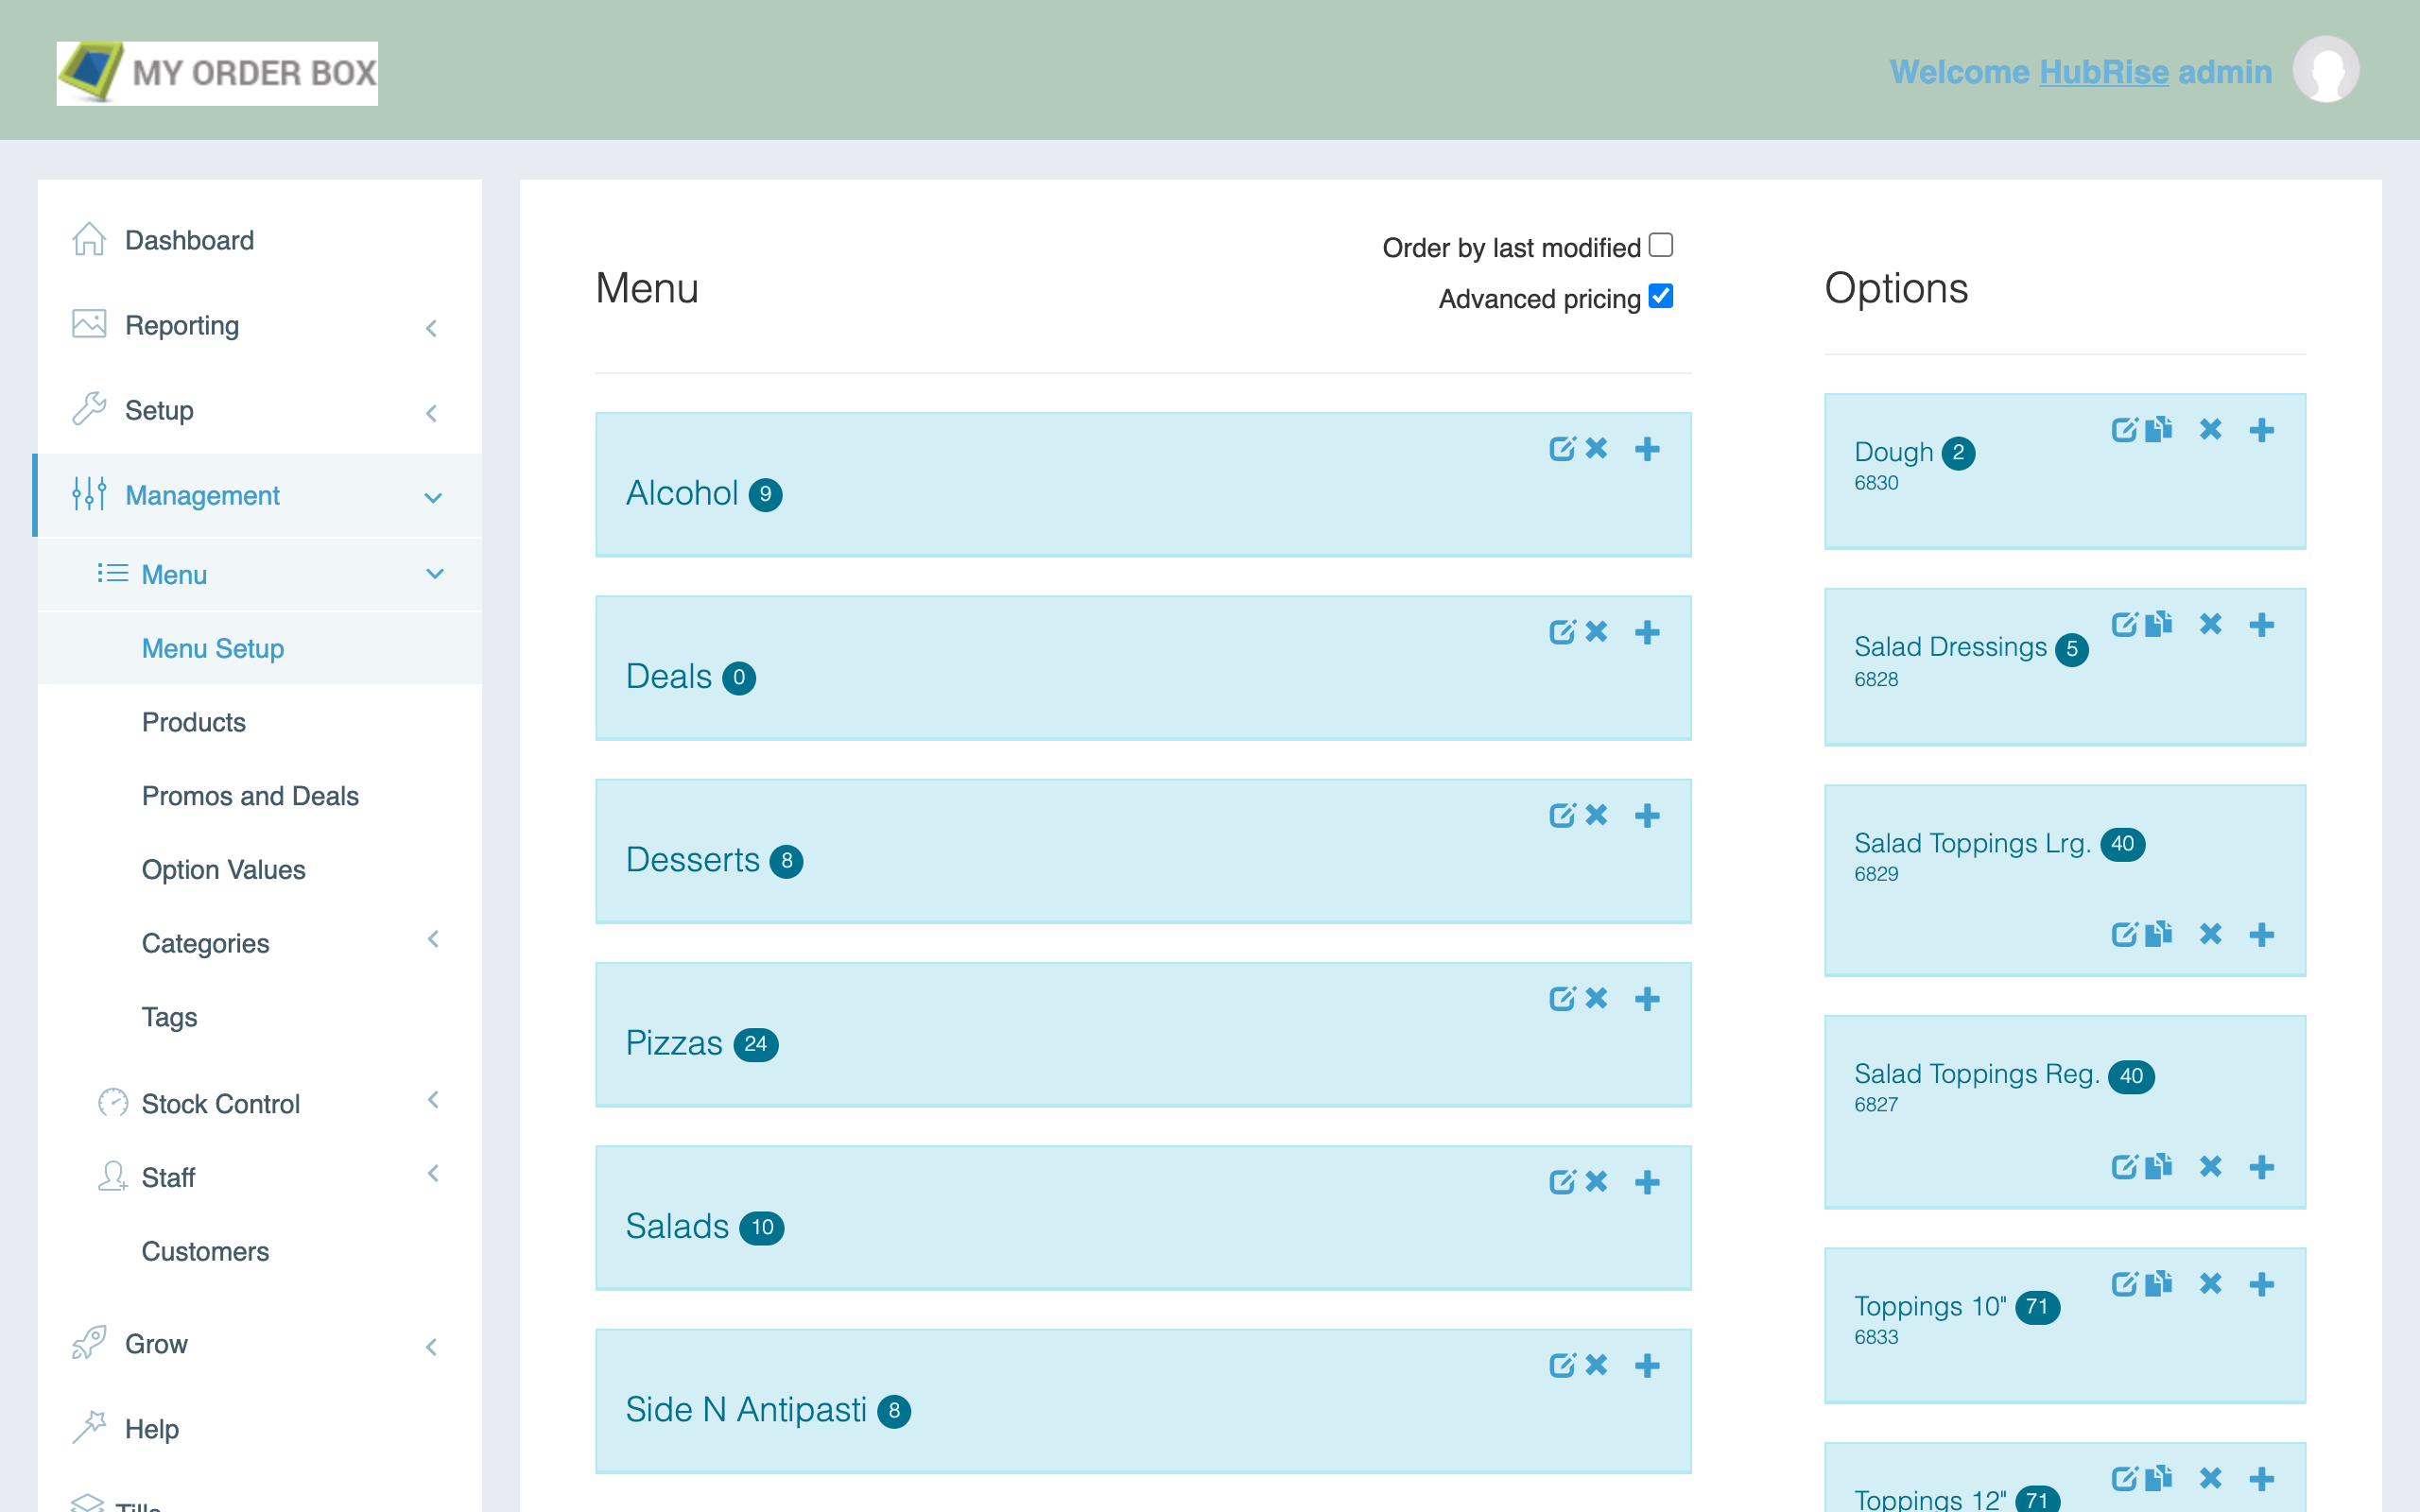 MY ORDER BOX
Welcome HubRise admin
Dashboard
Reporting
Setup
Management
Menu
Menu Setup
Products
Promos and Deals
Option Values
Categories
Tags
Stock Control
Staff
Customers
Grow
Help
Tills
Menu
Order by last modified
Advanced pricing
Alcohol 9
Deals 0
Desserts 8
Pizzas 24
Salads 10
Side N Antipasti 8
Options
Dough 2
6830
Salad Dressings 5
6828
Salad Toppings Lrg. 40
6829
Salad Toppings Reg. 40
6827
Toppings 10" 71
6833
Toppings 12" 71